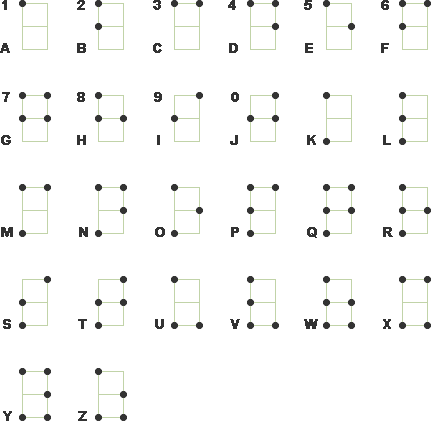 1 2 3 4 5 6
A B C D E F
7 8 9 0
G H I J K L
M N O P Q R
S T U V W X
Y Z